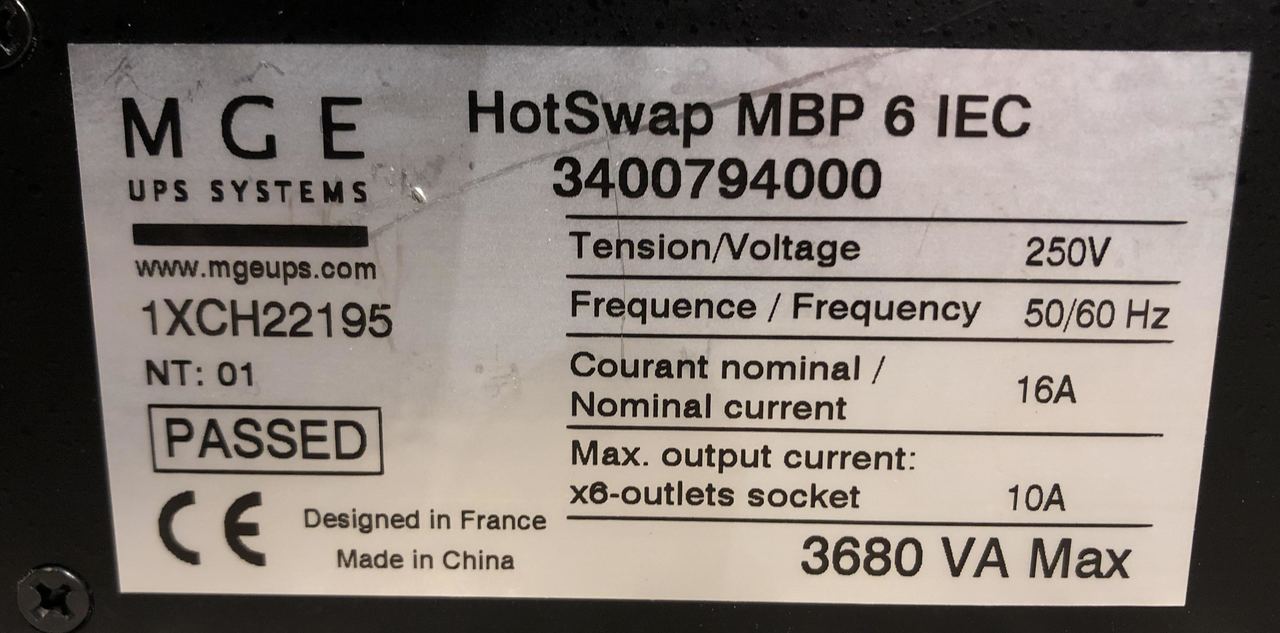 MGE
UPS SYSTEMS
www.mgeups.com
1XCH22195
NT: 01
PASSED
CE
Designed in France
Made in China
HotSwap MBP 6 IEC
3400794000
Tension/Voltage 250V
Frequence / Frequency 50/60 Hz
Courant nominal /
Nominal current 16A
Max. output current:
x6-outlets socket 10A
3680 VA Max